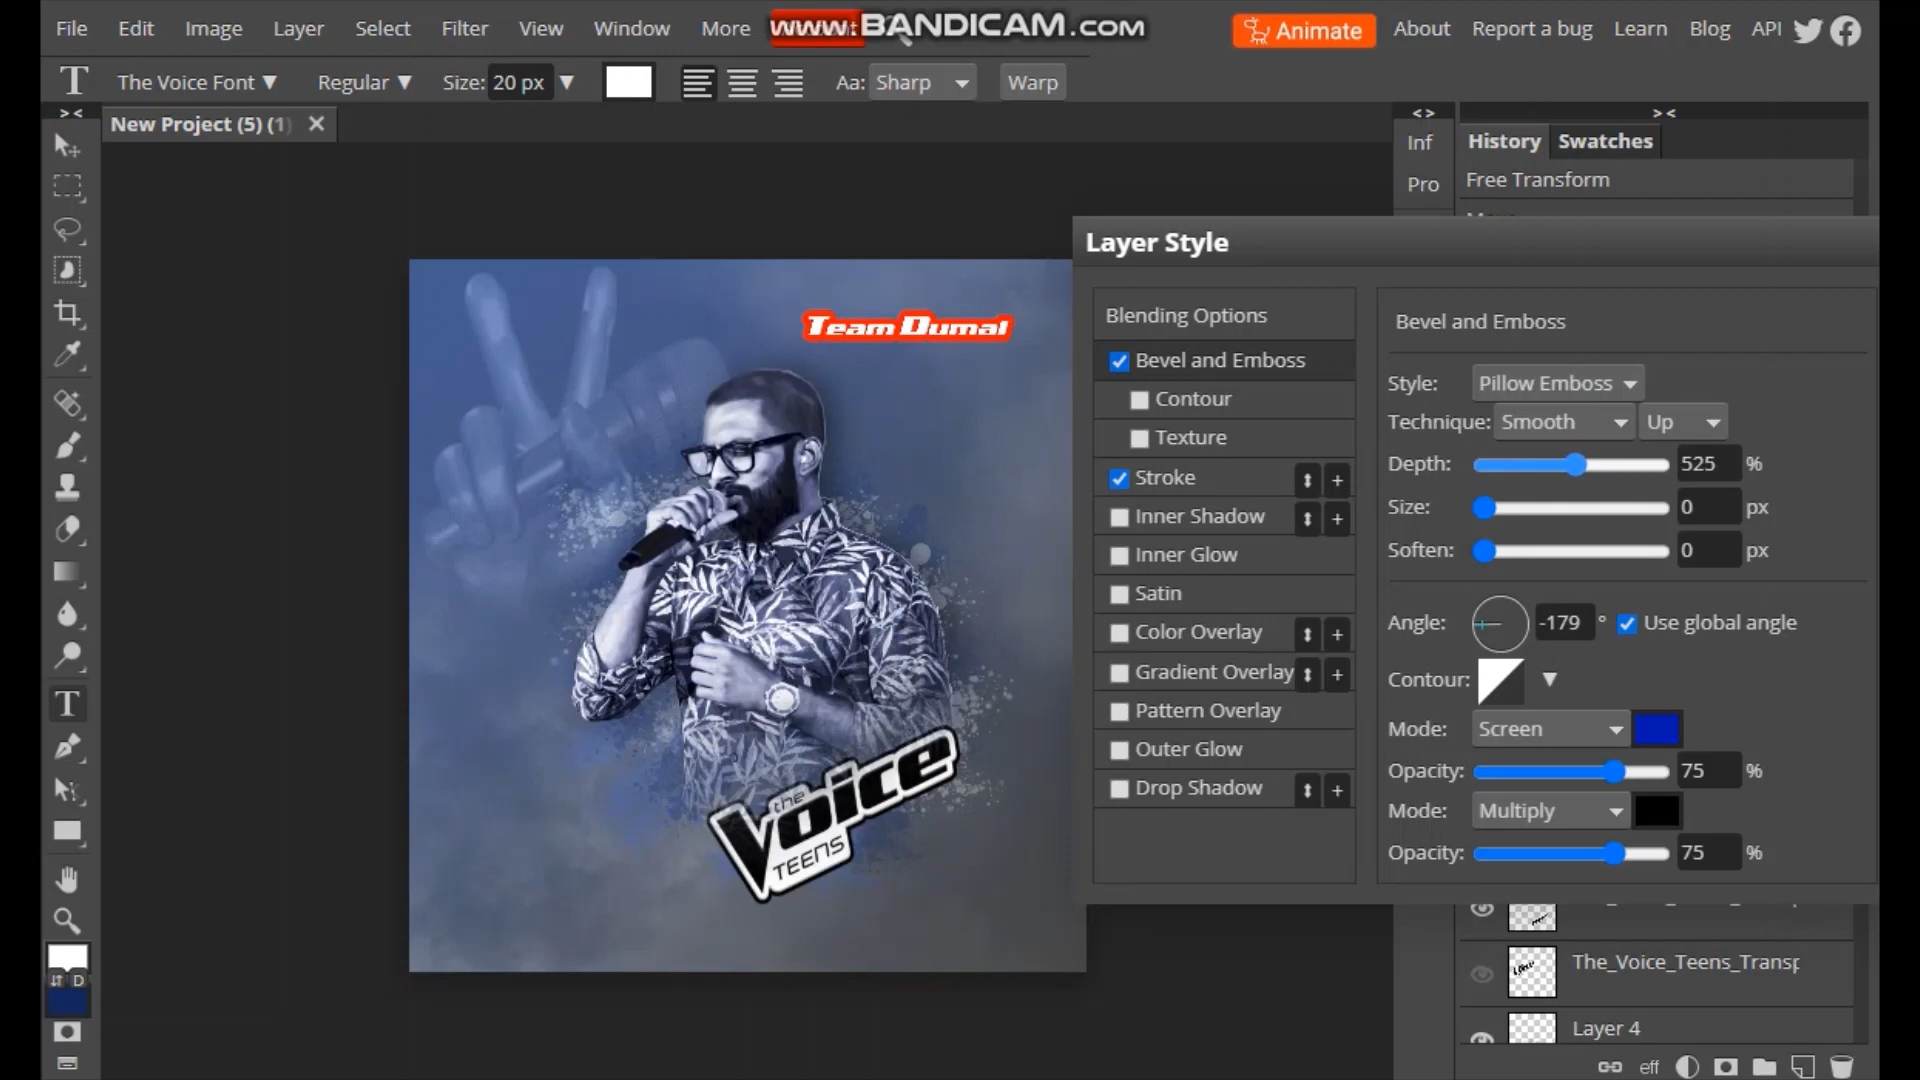 File Edit Image Layer Select Filter View Window More www.BANDICAM.com Animate About Report a bug Learn Blog API
T The Voice Font ▼ Regular ▼ Size: 20 px ▼ Aa: Sharp Warp
> <
< >
> <
New Project (5) (1) ✕
Inf
Pro
History Swatches
Free Transform
Team Dumal
the
Voice
TEENS
Layer Style
Blending Options
Bevel and Emboss
Contour
Texture
Stroke
Inner Shadow
Inner Glow
Satin
Color Overlay
Gradient Overlay
Pattern Overlay
Outer Glow
Drop Shadow
Bevel and Emboss
Style: Pillow Emboss
Technique: Smooth Up
Depth: 525 %
Size: 0 px
Soften: 0 px
Angle: -179 ° Use global angle
Contour:
Mode: Screen
Opacity: 75 %
Mode: Multiply
Opacity: 75 %
The_Voice_Teens_Transp
Layer 4
eff
T
D